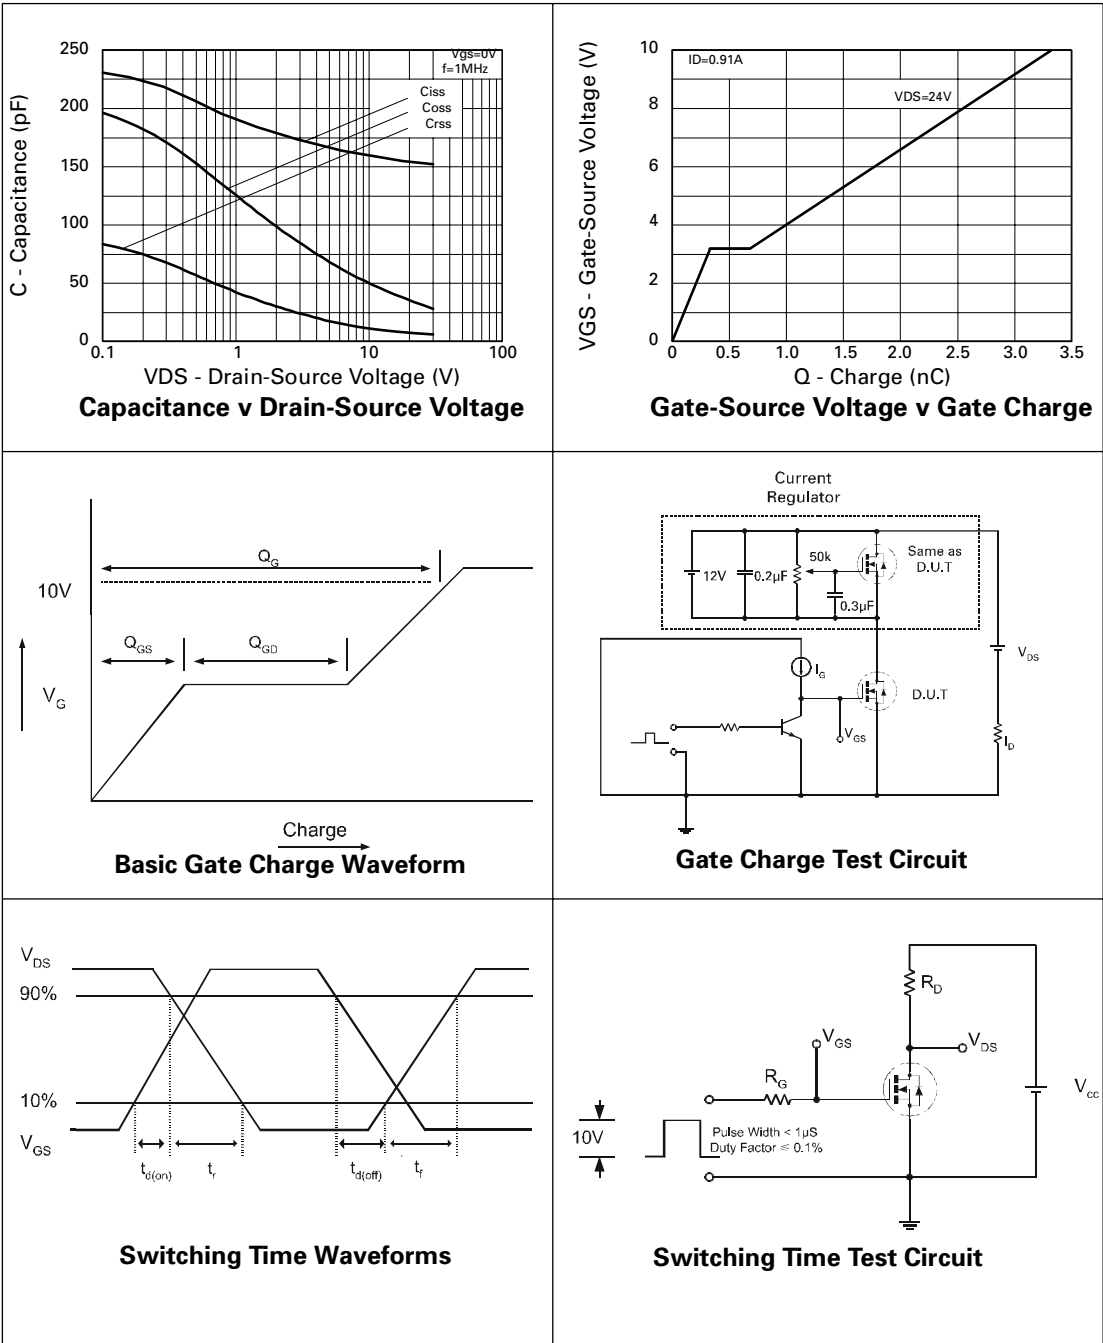 250
200
150
100
50
0
0.1
1
10
100
Vgs=0V
f=1MHz
Ciss
Coss
Crss
C - Capacitance (pF)
VDS - Drain-Source Voltage (V)
Capacitance v Drain-Source Voltage
10
8
6
4
2
0
0
0.5
1.0
1.5
2.0
2.5
3.0
3.5
ID=0.91A
VDS=24V
VGS - Gate-Source Voltage (V)
Q - Charge (nC)
Gate-Source Voltage v Gate Charge
10V
QG
QGS
QGD
VG
Charge
Basic Gate Charge Waveform
Current
Regulator
12V
0.2µF
50k
0.3µF
Same as
D.U.T
IG
VDS
D.U.T
VGS
ID
Gate Charge Test Circuit
VDS
90%
10%
VGS
td(on)
tr
td(off)
tf
Switching Time Waveforms
RD
VGS
VDS
RG
Vcc
10V
Pulse Width < 1µS
Duty Factor ≤ 0.1%
Switching Time Test Circuit